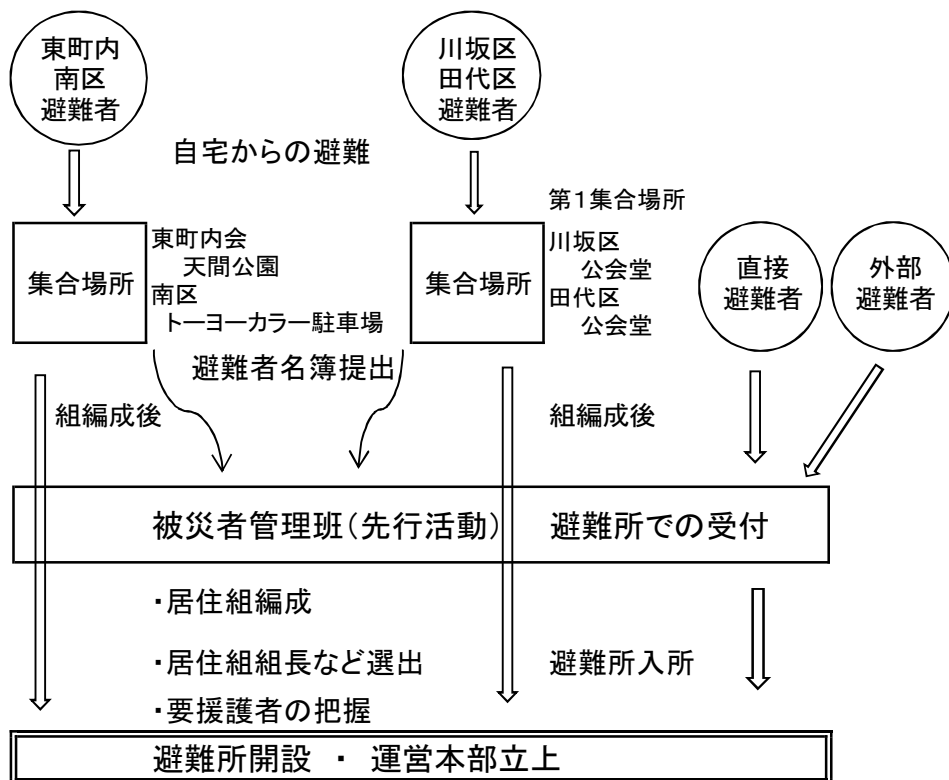 東町内
南区
避難者
川坂区
田代区
避難者
自宅からの避難
第1集合場所
集合場所
東町内会
天間公園
南区
トーヨーカラー駐車場
集合場所
川坂区
公会堂
田代区
公会堂
直接
避難者
外部
避難者
避難者名簿提出
組編成後
組編成後
被災者管理班(先行活動) 避難所での受付
・居住組編成
・居住組組長など選出
・要援護者の把握
避難所入所
避難所開設 ・ 運営本部立上